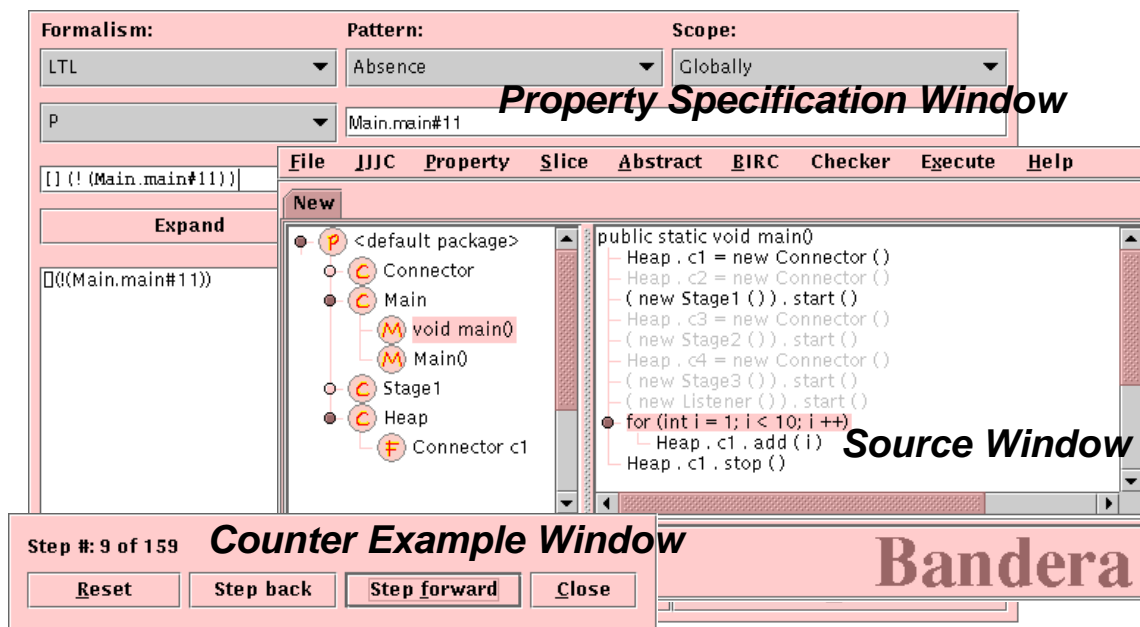 Formalism: Pattern: Scope:
LTL Absence Globally
Property Specification Window
P Main.main#11
File JJJC Property Slice Abstract BIRC Checker Execute Help
[] (! (Main.main#11))
New
Expand
[](!((Main.main#11))
P <default package>
C Connector
C Main
M void main()
M Main()
C Stage1
C Heap
F Connector c1
public static void main()
Heap . c1 = new Connector ()
Heap . c2 = new Connector ()
( new Stage1 ()) . start ()
Heap . c3 = new Connector ()
( new Stage2 ()) . start ()
Heap . c4 = new Connector ()
( new Stage3 ()) . start ()
( new Listener ()) . start ()
for (int i = 1; i < 10; i ++)
Heap . c1 . add ( i )
Heap . c1 . stop ()
Source Window
Step #: 9 of 159 Counter Example Window
Reset Step back Step forward Close
Bandera